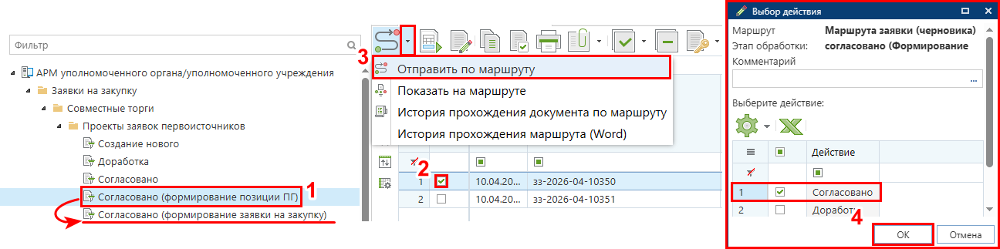 Фильтр
АРМ уполномоченного органа/уполномоченного учреждения
Заявки на закупку
Совместные торги
Проекты заявок первоисточников
Создание нового
Доработка
Согласовано
Согласовано (формирование позиции ПГ)
1
Согласовано (формирование заявки на закупку)
3
Отправить по маршруту
Показать на маршруте
История прохождения документа по маршруту
История прохождения маршрута (Word)
2
1 10.04.20... зз-2026-04-10350
2 10.04.20... зз-2026-04-10351
Выбор действия
Маршрут Маршрута заявки (черновика)
Этап обработки: согласовано (Формирование
Комментарий
...
Выберите действие:
Действие
1 Согласовано
2 Доработ
4
ОК Отмена